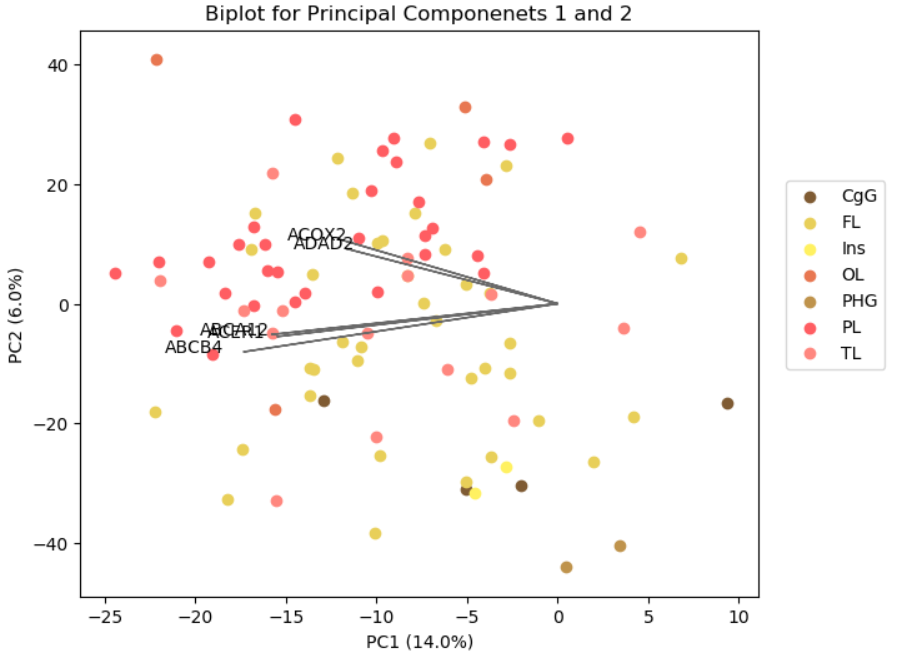 Biplot for Principal Componenets 1 and 2
40
20
0
−20
−40
PC2 (6.0%)
ACOX2
ADAD2
ABCA12
ACER1
ABCB4
−25
−20
−15
−10
−5
0
5
10
PC1 (14.0%)
CgG
FL
Ins
OL
PHG
PL
TL